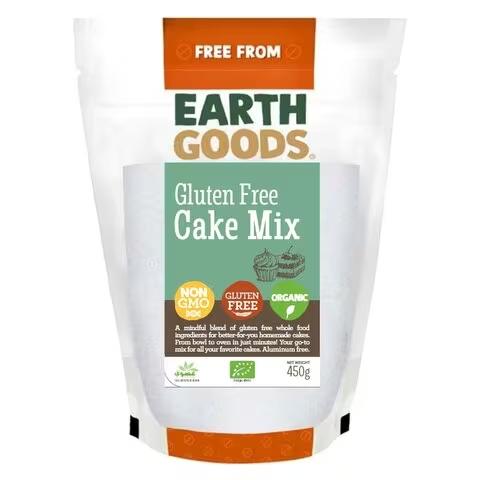 FREE FROM
EARTH
GOODS®
Gluten Free
Cake Mix
NON
GMO
GLUTEN
FREE
ORGANIC
A mindful blend of gluten free whole food
ingredients for better-for-you homemade cakes.
From bowl to oven in just minutes! Your go-to
mix for all your favorite cakes. Aluminum free.
عضوي
NET WEIGHT
450g